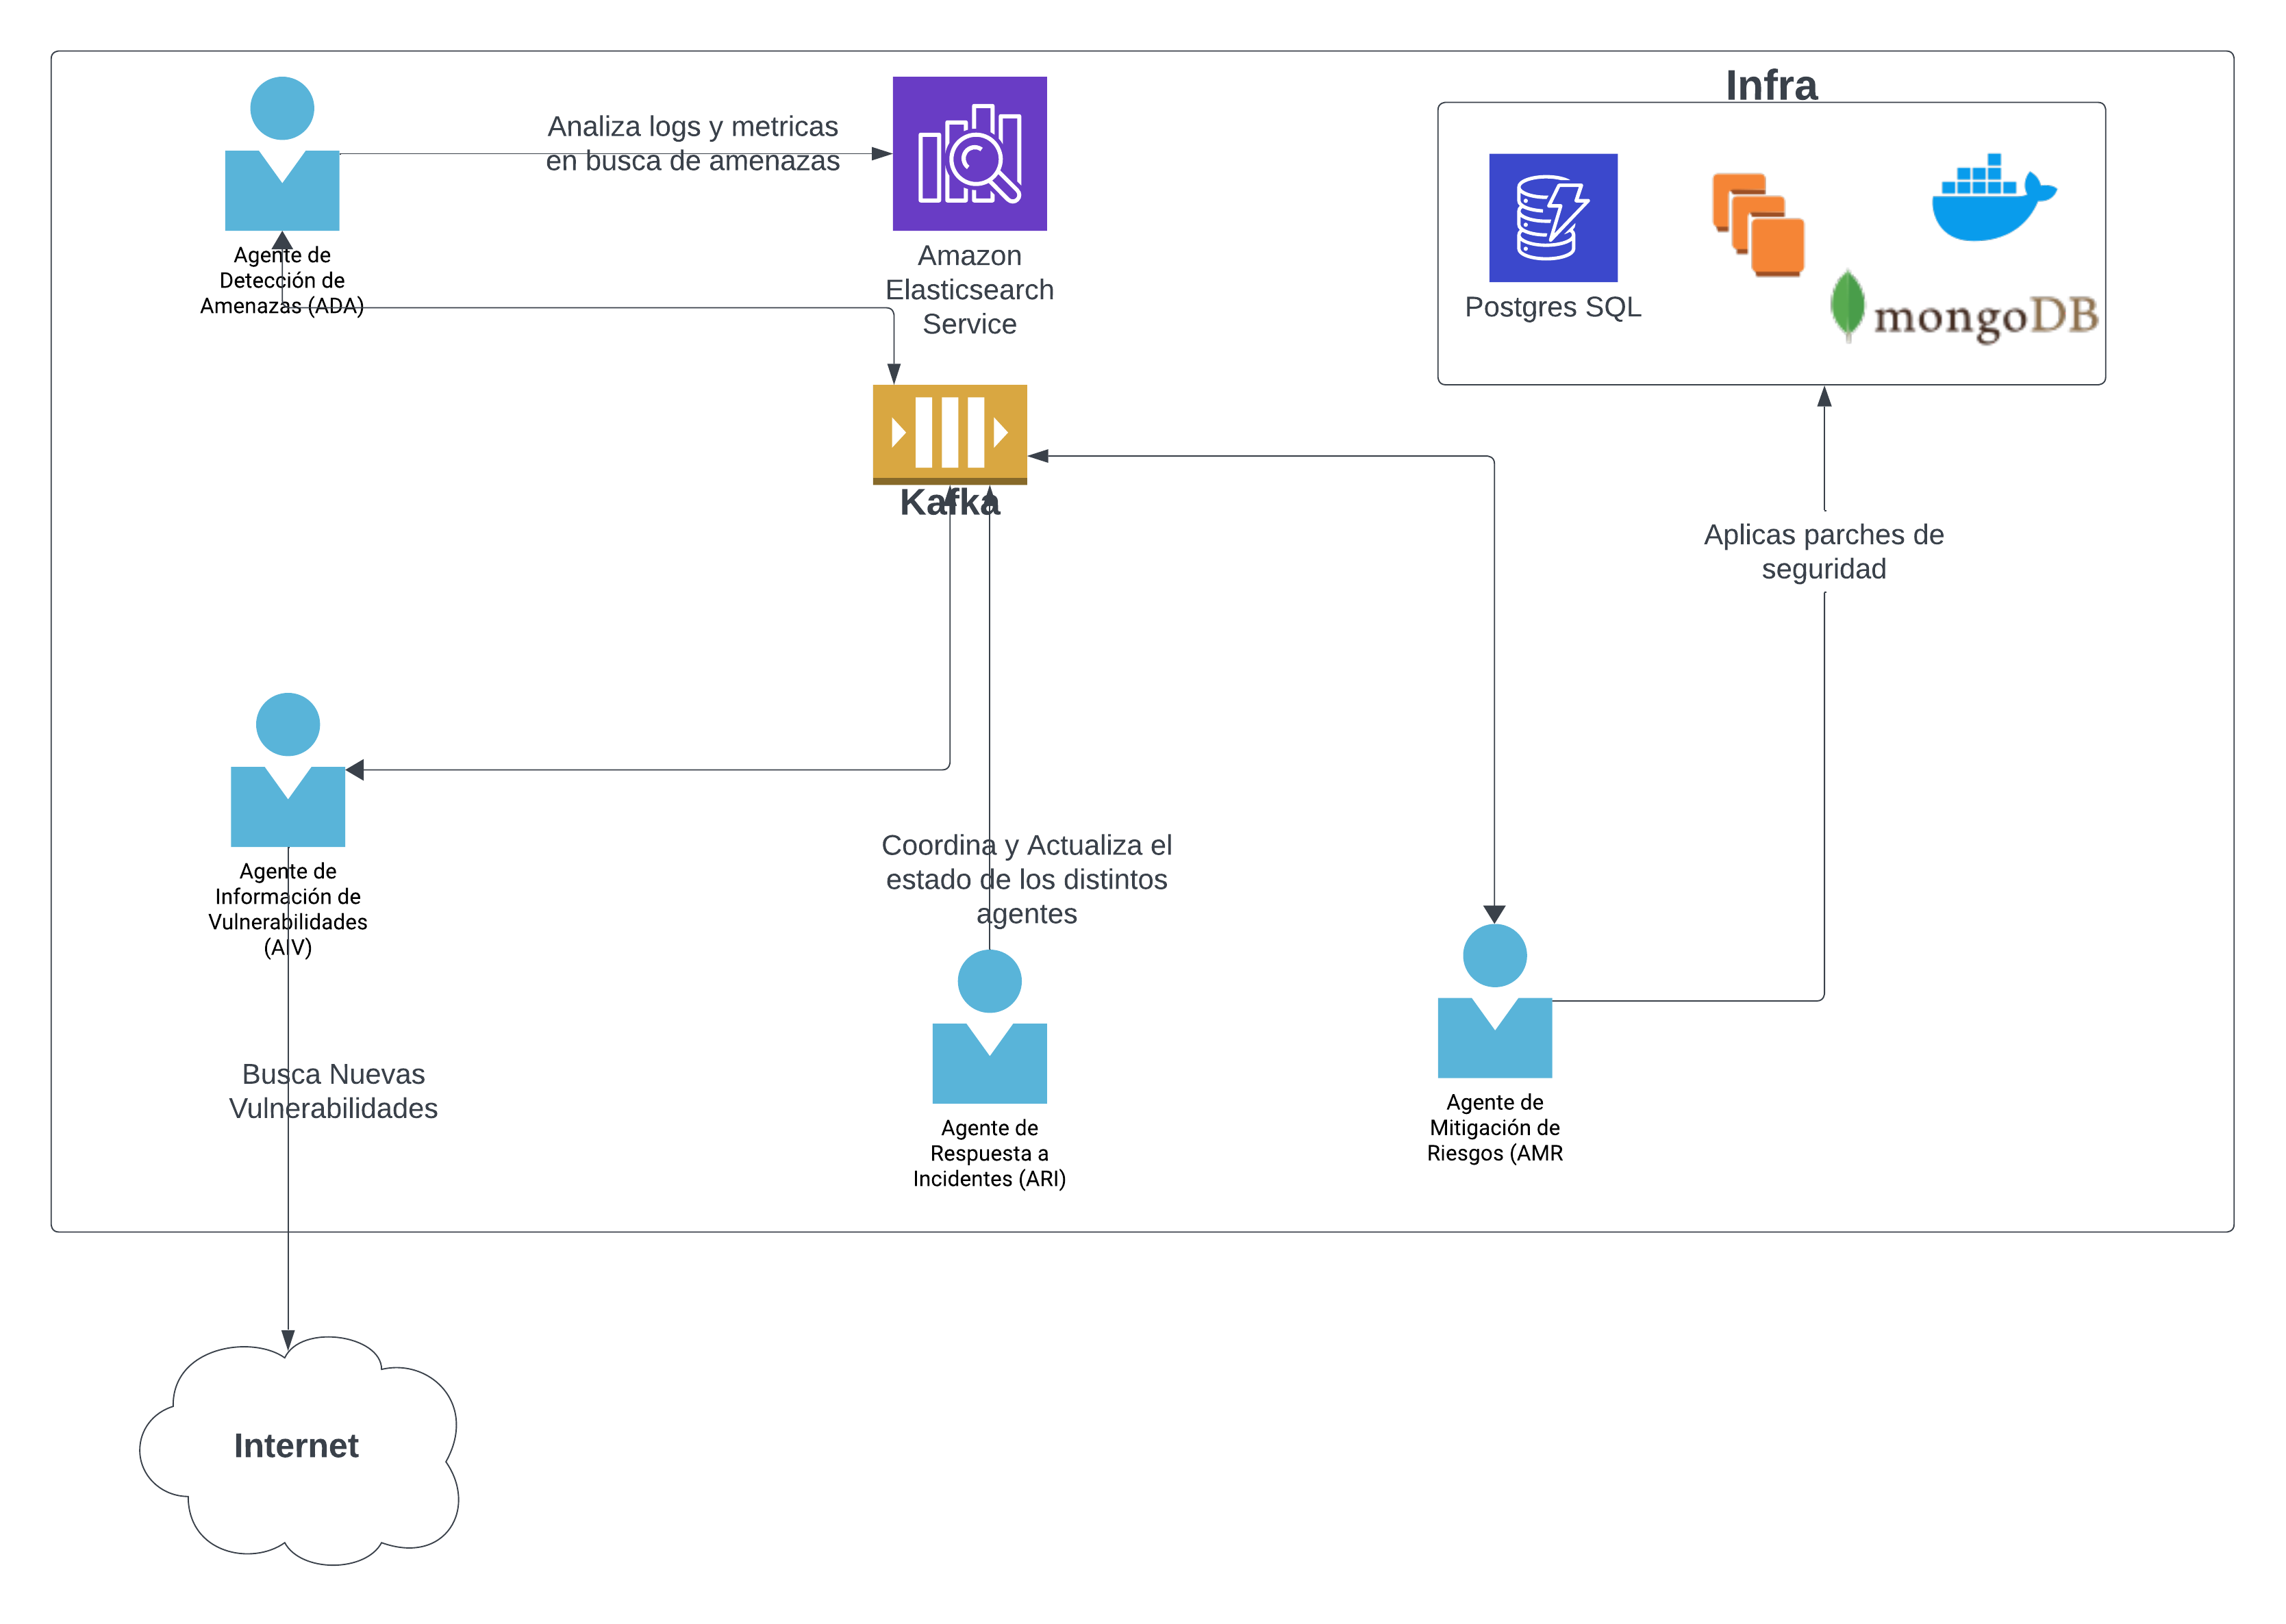 Infra
Analiza logs y metricas
en busca de amenazas
Agente de
Detección de
Amenazas (ADA)
Amazon
Elasticsearch
Service
Postgres SQL
mongoDB
Kafka
Aplicas parches de
seguridad
Agente de
Información de
Vulnerabilidades
(AIV)
Coordina y Actualiza el
estado de los distintos
agentes
Busca Nuevas
Vulnerabilidades
Agente de
Respuesta a
Incidentes (ARI)
Agente de
Mitigación de
Riesgos (AMR
Internet